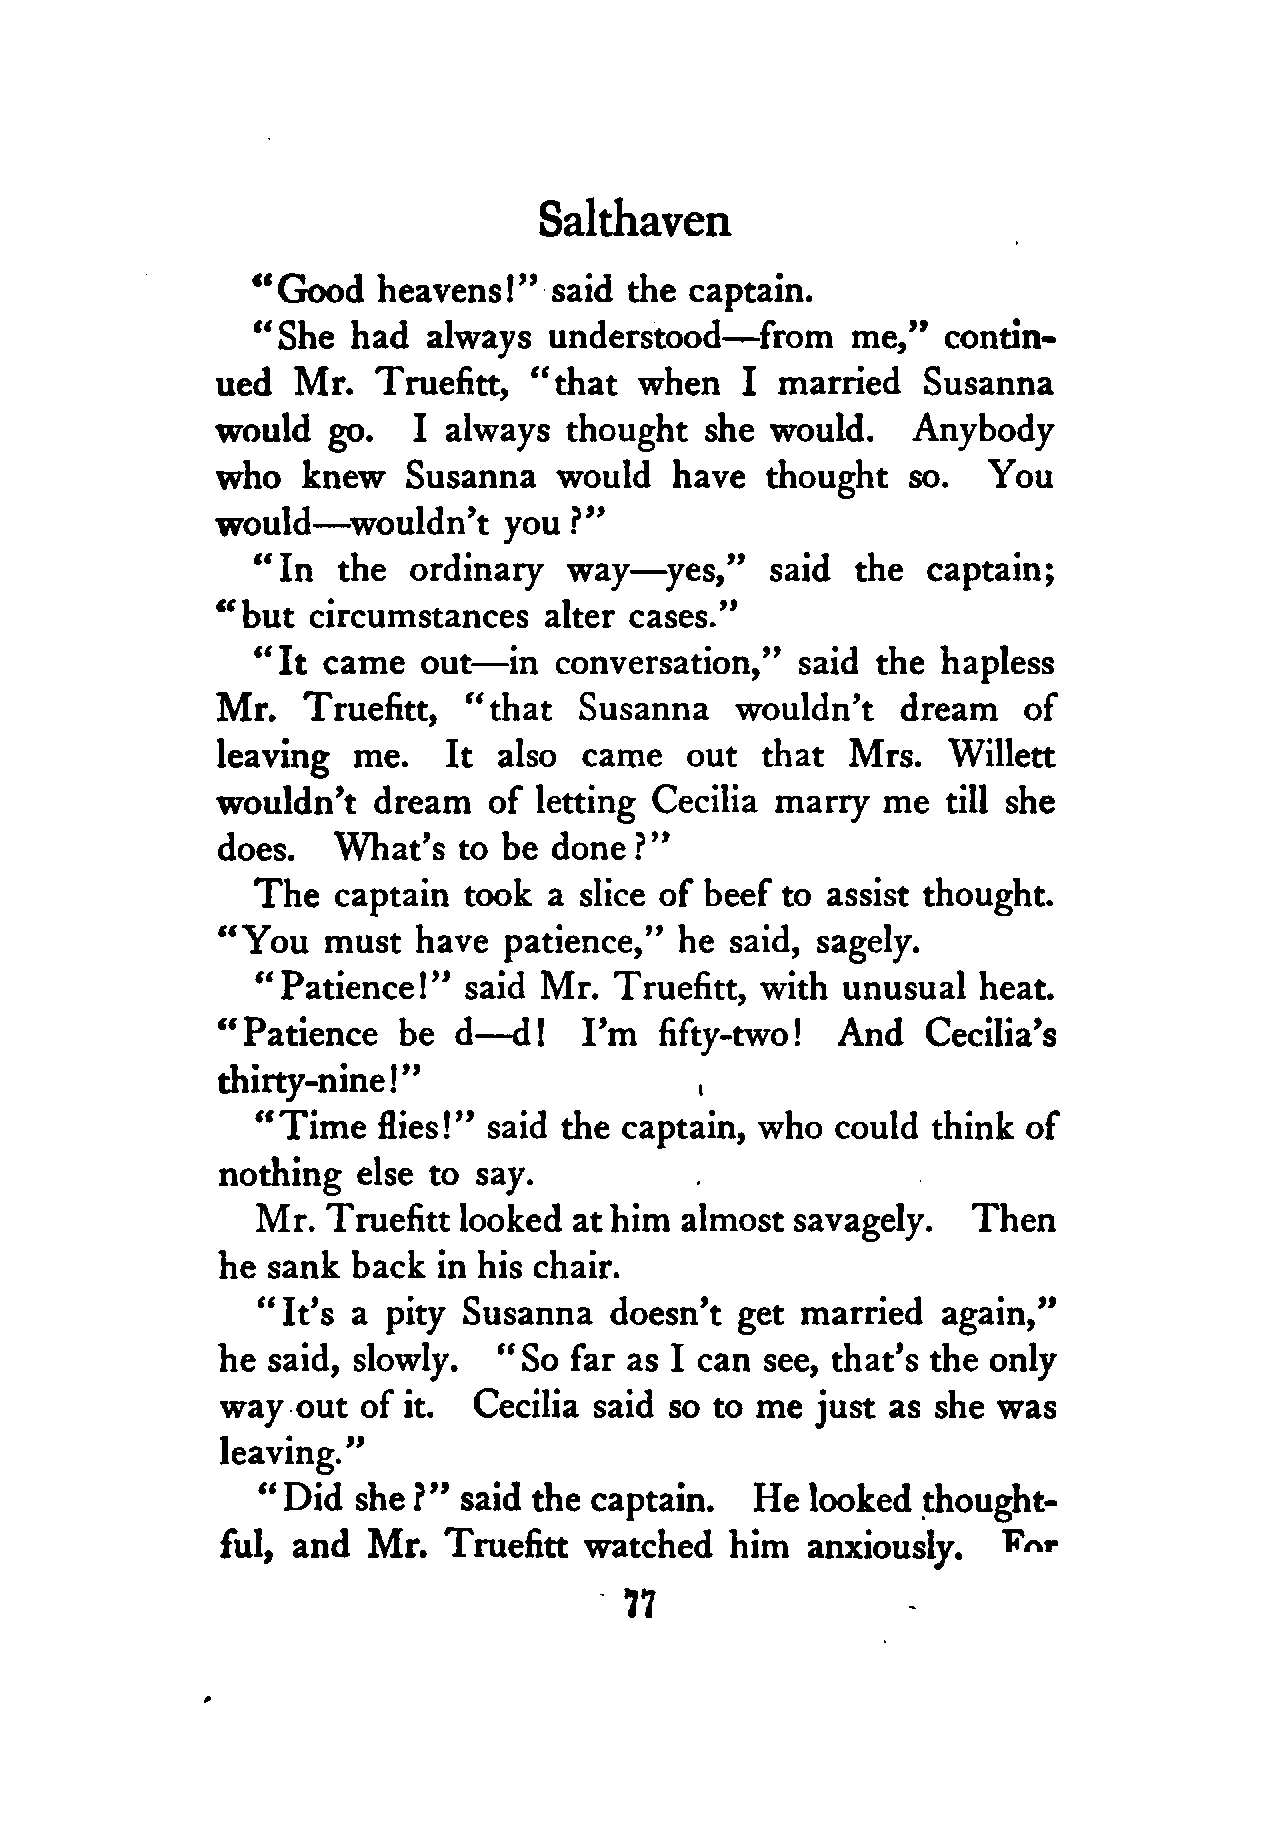 Salthaven
“Good heavens!” said the captain.
“She had always understood—from me,” contin-
ued Mr. Truefitt, “that when I married Susanna
would go. I always thought she would. Anybody
who knew Susanna would have thought so. You
would—wouldn’t you?”
“In the ordinary way—yes,” said the captain;
“but circumstances alter cases.”
“It came out—in conversation,” said the hapless
Mr. Truefitt, “that Susanna wouldn’t dream of
leaving me. It also came out that Mrs. Willett
wouldn’t dream of letting Cecilia marry me till she
does. What’s to be done?”
The captain took a slice of beef to assist thought.
“You must have patience,” he said, sagely.
“Patience!” said Mr. Truefitt, with unusual heat.
“Patience be d—d! I’m fifty-two! And Cecilia’s
thirty-nine!”
“Time flies!” said the captain, who could think of
nothing else to say.
Mr. Truefitt looked at him almost savagely. Then
he sank back in his chair.
“It’s a pity Susanna doesn’t get married again,”
he said, slowly. “So far as I can see, that’s the only
way out of it. Cecilia said so to me just as she was
leaving.”
“Did she?” said the captain. He looked thought-
ful, and Mr. Truefitt watched him anxiously. For
77